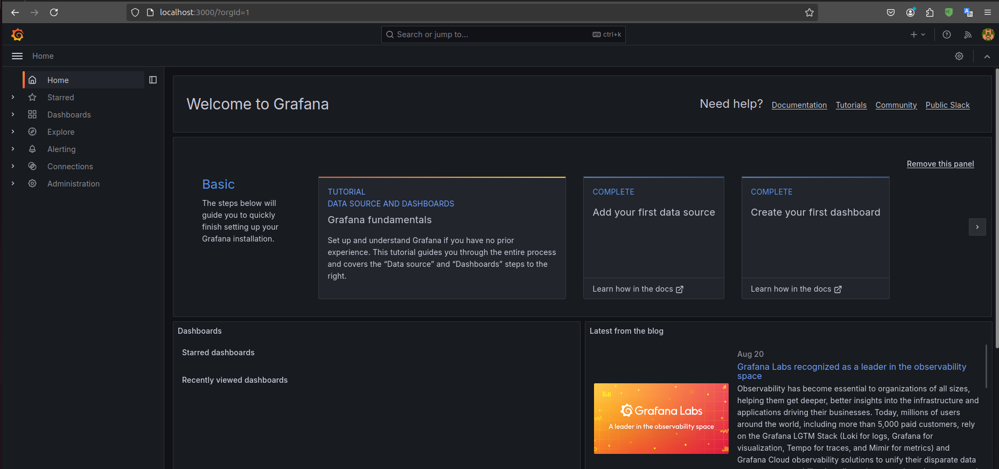 localhost:3000/?orgId=1
Search or jump to...
ctrl+k
Home
Home
Starred
Dashboards
Explore
Alerting
Connections
Administration
Welcome to Grafana
Need help? Documentation Tutorials Community Public Slack
Remove this panel
Basic
The steps below will
guide you to quickly
finish setting up your
Grafana installation.
TUTORIAL
DATA SOURCE AND DASHBOARDS
Grafana fundamentals
Set up and understand Grafana if you have no prior
experience. This tutorial guides you through the entire process
and covers the “Data source” and “Dashboards” steps to the
right.
COMPLETE
Add your first data source
Learn how in the docs
COMPLETE
Create your first dashboard
Learn how in the docs
Dashboards
Starred dashboards
Recently viewed dashboards
Latest from the blog
Grafana Labs
A leader in the observability space
Aug 20
Grafana Labs recognized as a leader in the observability
space
Observability has become essential to organizations of all sizes,
helping them get deeper, better insights into the infrastructure and
applications driving their businesses. Today, millions of users
around the world, including more than 5,000 paid customers, rely
on the Grafana LGTM Stack (Loki for logs, Grafana for
visualization, Tempo for traces, and Mimir for metrics) and
Grafana Cloud observability solutions to unify their disparate data